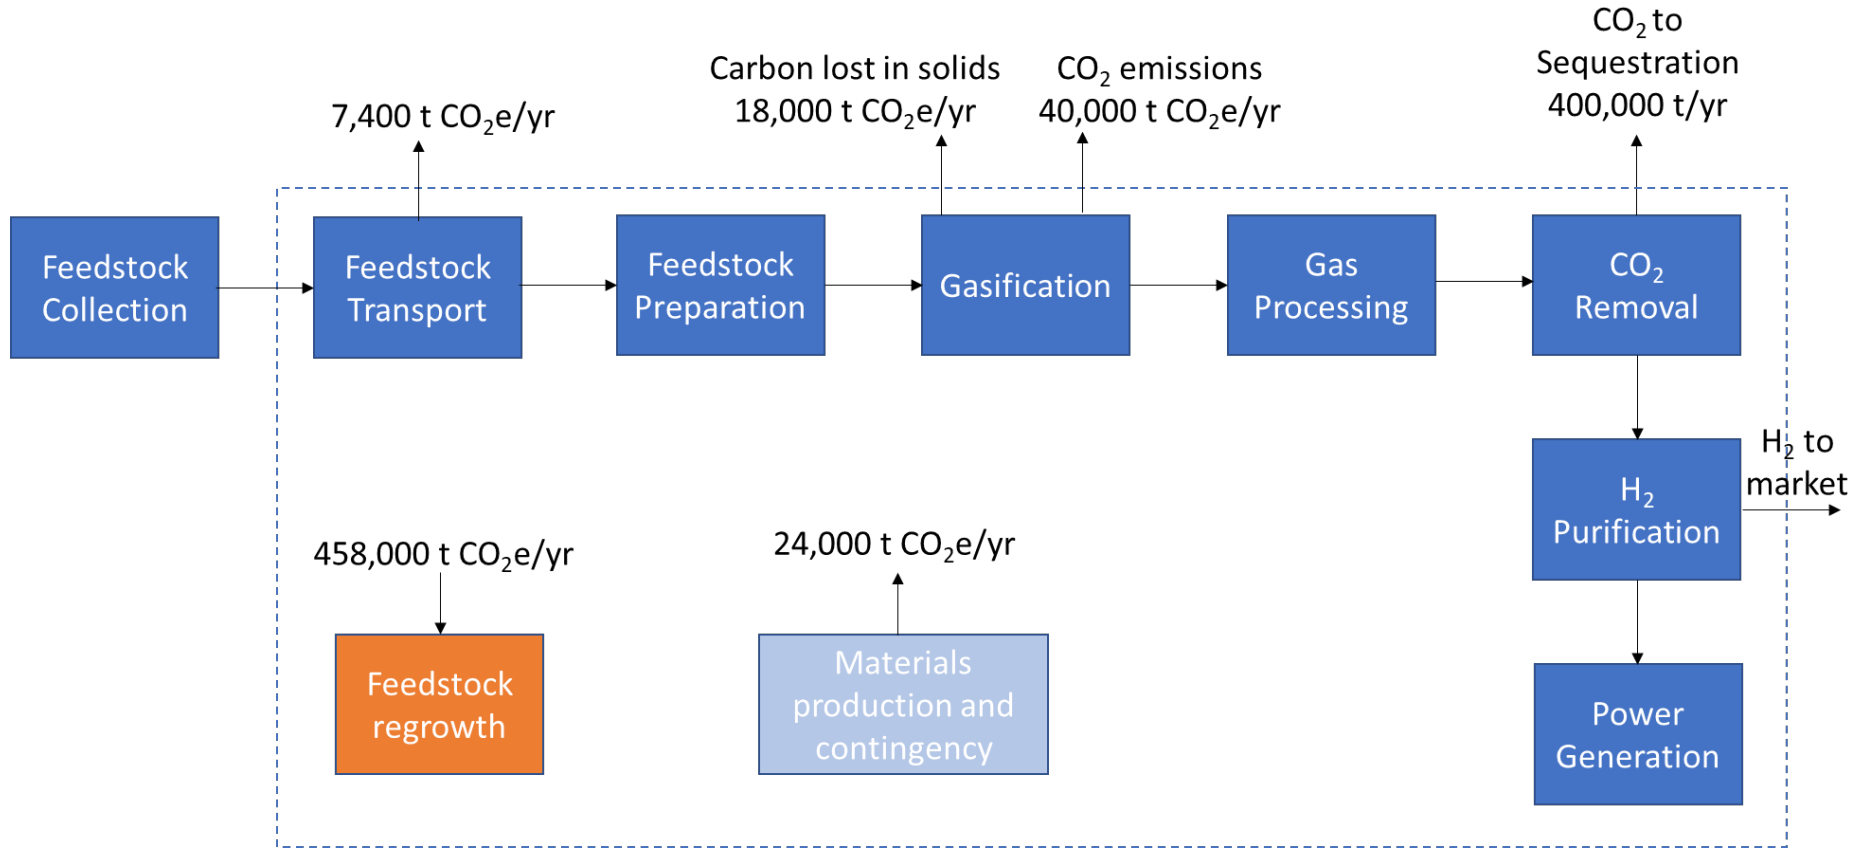 CO₂ to
Sequestration
400,000 t/yr
Carbon lost in solids
18,000 t CO₂e/yr
CO₂ emissions
40,000 t CO₂e/yr
7,400 t CO₂e/yr
Feedstock
Collection
Feedstock
Transport
Feedstock
Preparation
Gasification
Gas
Processing
CO₂
Removal
H₂ to
market
H₂
Purification
458,000 t CO₂e/yr
24,000 t CO₂e/yr
Feedstock
regrowth
Materials
production and
contingency
Power
Generation